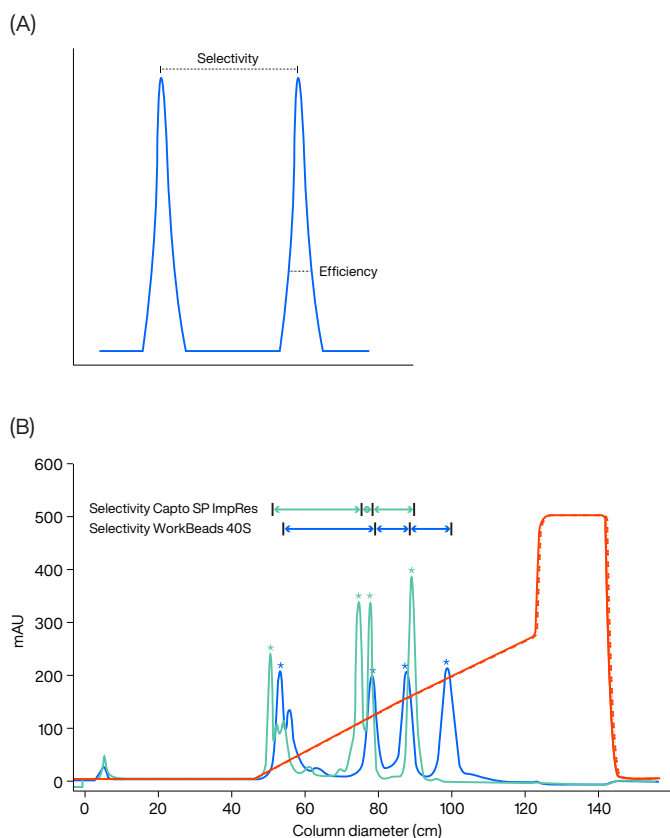 (A)
Selectivity
Efficiency
(B)
600
Selectivity Capto SP ImpRes
Selectivity WorkBeads 40S
500
400
300
200
100
0
mAU
* * * *
* * * *
0 20 40 60 80 100 120 140
Column diameter (cm)